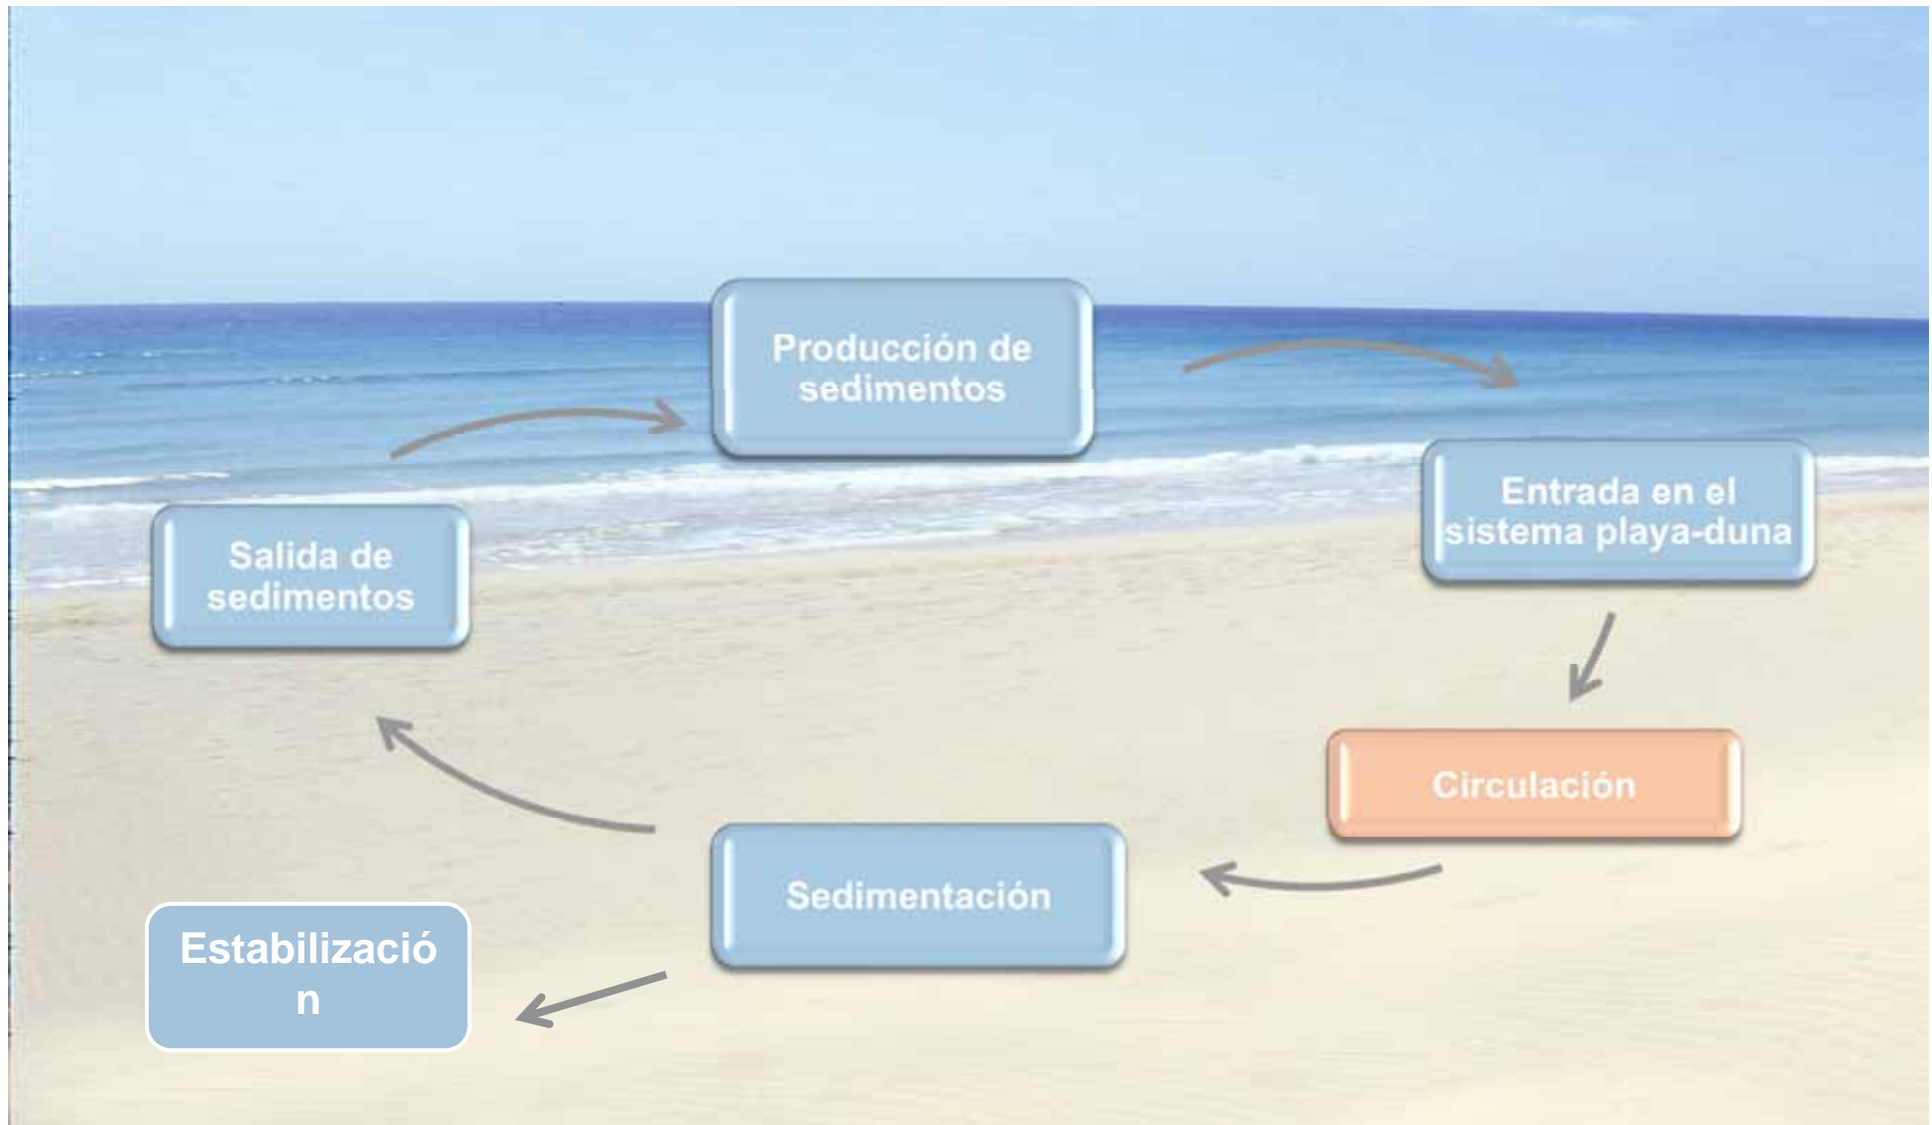 Producción de
sedimentos
Entrada en el
sistema playa-duna
Salida de
sedimentos
Circulación
Sedimentación
Estabilizació
n